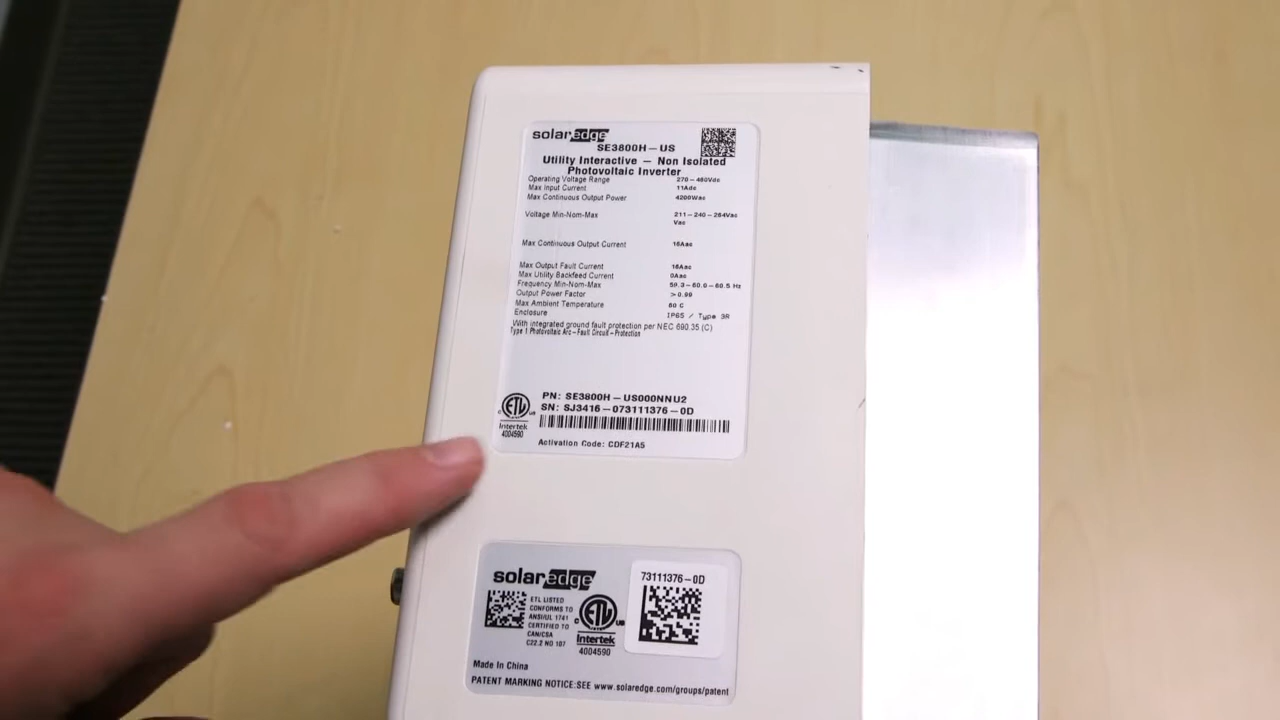 solaredge
SE3800H-US
Utility Interactive - Non Isolated
Photovoltaic Inverter
Operating Voltage Range 270-480Vdc
Max Input Current 11Adc
Max Continuous Output Power 4200Wac
Voltage Min-Nom-Max 211-240-264Vac
Vac
Max Continuous Output Current 16Aac
Max Output Fault Current 16Aac
Max Utility Backfeed Current 0Aac
Frequency Min-Nom-Max 59.3-60.0-60.5 Hz
Output Power Factor >0.99
Max Ambient Temperature 60 C
Enclosure IP65 / Type 3R
With integrated ground fault protection per NEC 690.35 (C)
Type 1 Photovoltaic Arc-Fault Circuit-Protection
PN: SE3800H-US000NNU2
SN: SJ3416-073111376-0D
C ETL US
Intertek
4004590
Activation Code: CDF21A5
solaredge
73111376-0D
ETL LISTED
CONFORMS TO
ANSI/UL 1741
CERTIFIED TO
CAN/CSA
C22.2 NO 107
C ETL US
Intertek
4004590
Made In China
PATENT MARKING NOTICE:SEE www.solaredge.com/groups/patent